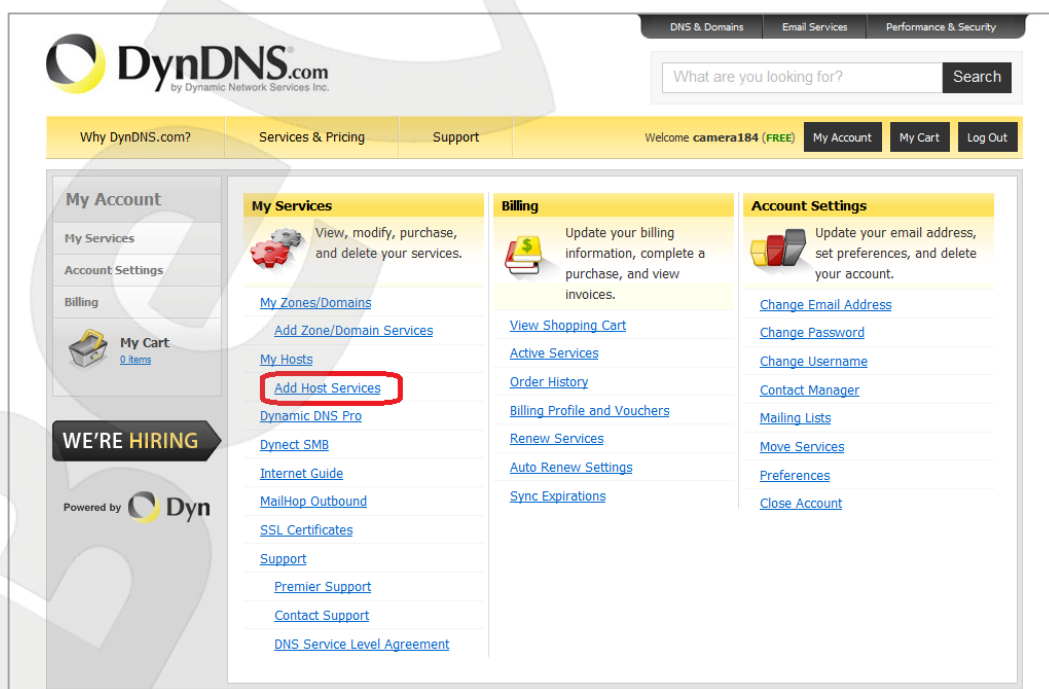 DNS & Domains Email Services Performance & Security
DynDNS.com
by Dynamic Network Services Inc.
What are you looking for? Search
Why DynDNS.com? Services & Pricing Support Welcome camera184 (FREE) My Account My Cart Log Out
My Account
My Services
Account Settings
Billing
My Cart
0 items
WE'RE HIRING
Powered by Dyn
My Services
View, modify, purchase,
and delete your services.
My Zones/Domains
Add Zone/Domain Services
My Hosts
Add Host Services
Dynamic DNS Pro
Dynect SMB
Internet Guide
MailHop Outbound
SSL Certificates
Support
Premier Support
Contact Support
DNS Service Level Agreement
Billing
Update your billing
information, complete a
purchase, and view
invoices.
View Shopping Cart
Active Services
Order History
Billing Profile and Vouchers
Renew Services
Auto Renew Settings
Sync Expirations
Account Settings
Update your email address,
set preferences, and delete
your account.
Change Email Address
Change Password
Change Username
Contact Manager
Mailing Lists
Move Services
Preferences
Close Account